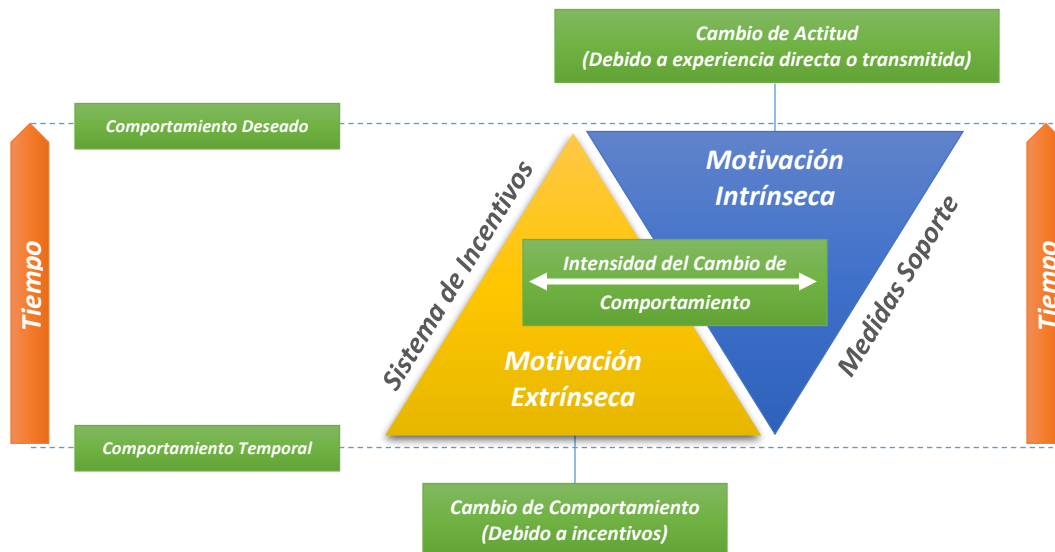 Cambio de Actitud
(Debido a experiencia directa o transmitida)
Comportamiento Deseado
Tiempo
Sistema de Incentivos
Motivación
Intrínseca
Medidas Soporte
Tiempo
Intensidad del Cambio de
Comportamiento
Motivación
Extrínseca
Comportamiento Temporal
Cambio de Comportamiento
(Debido a incentivos)